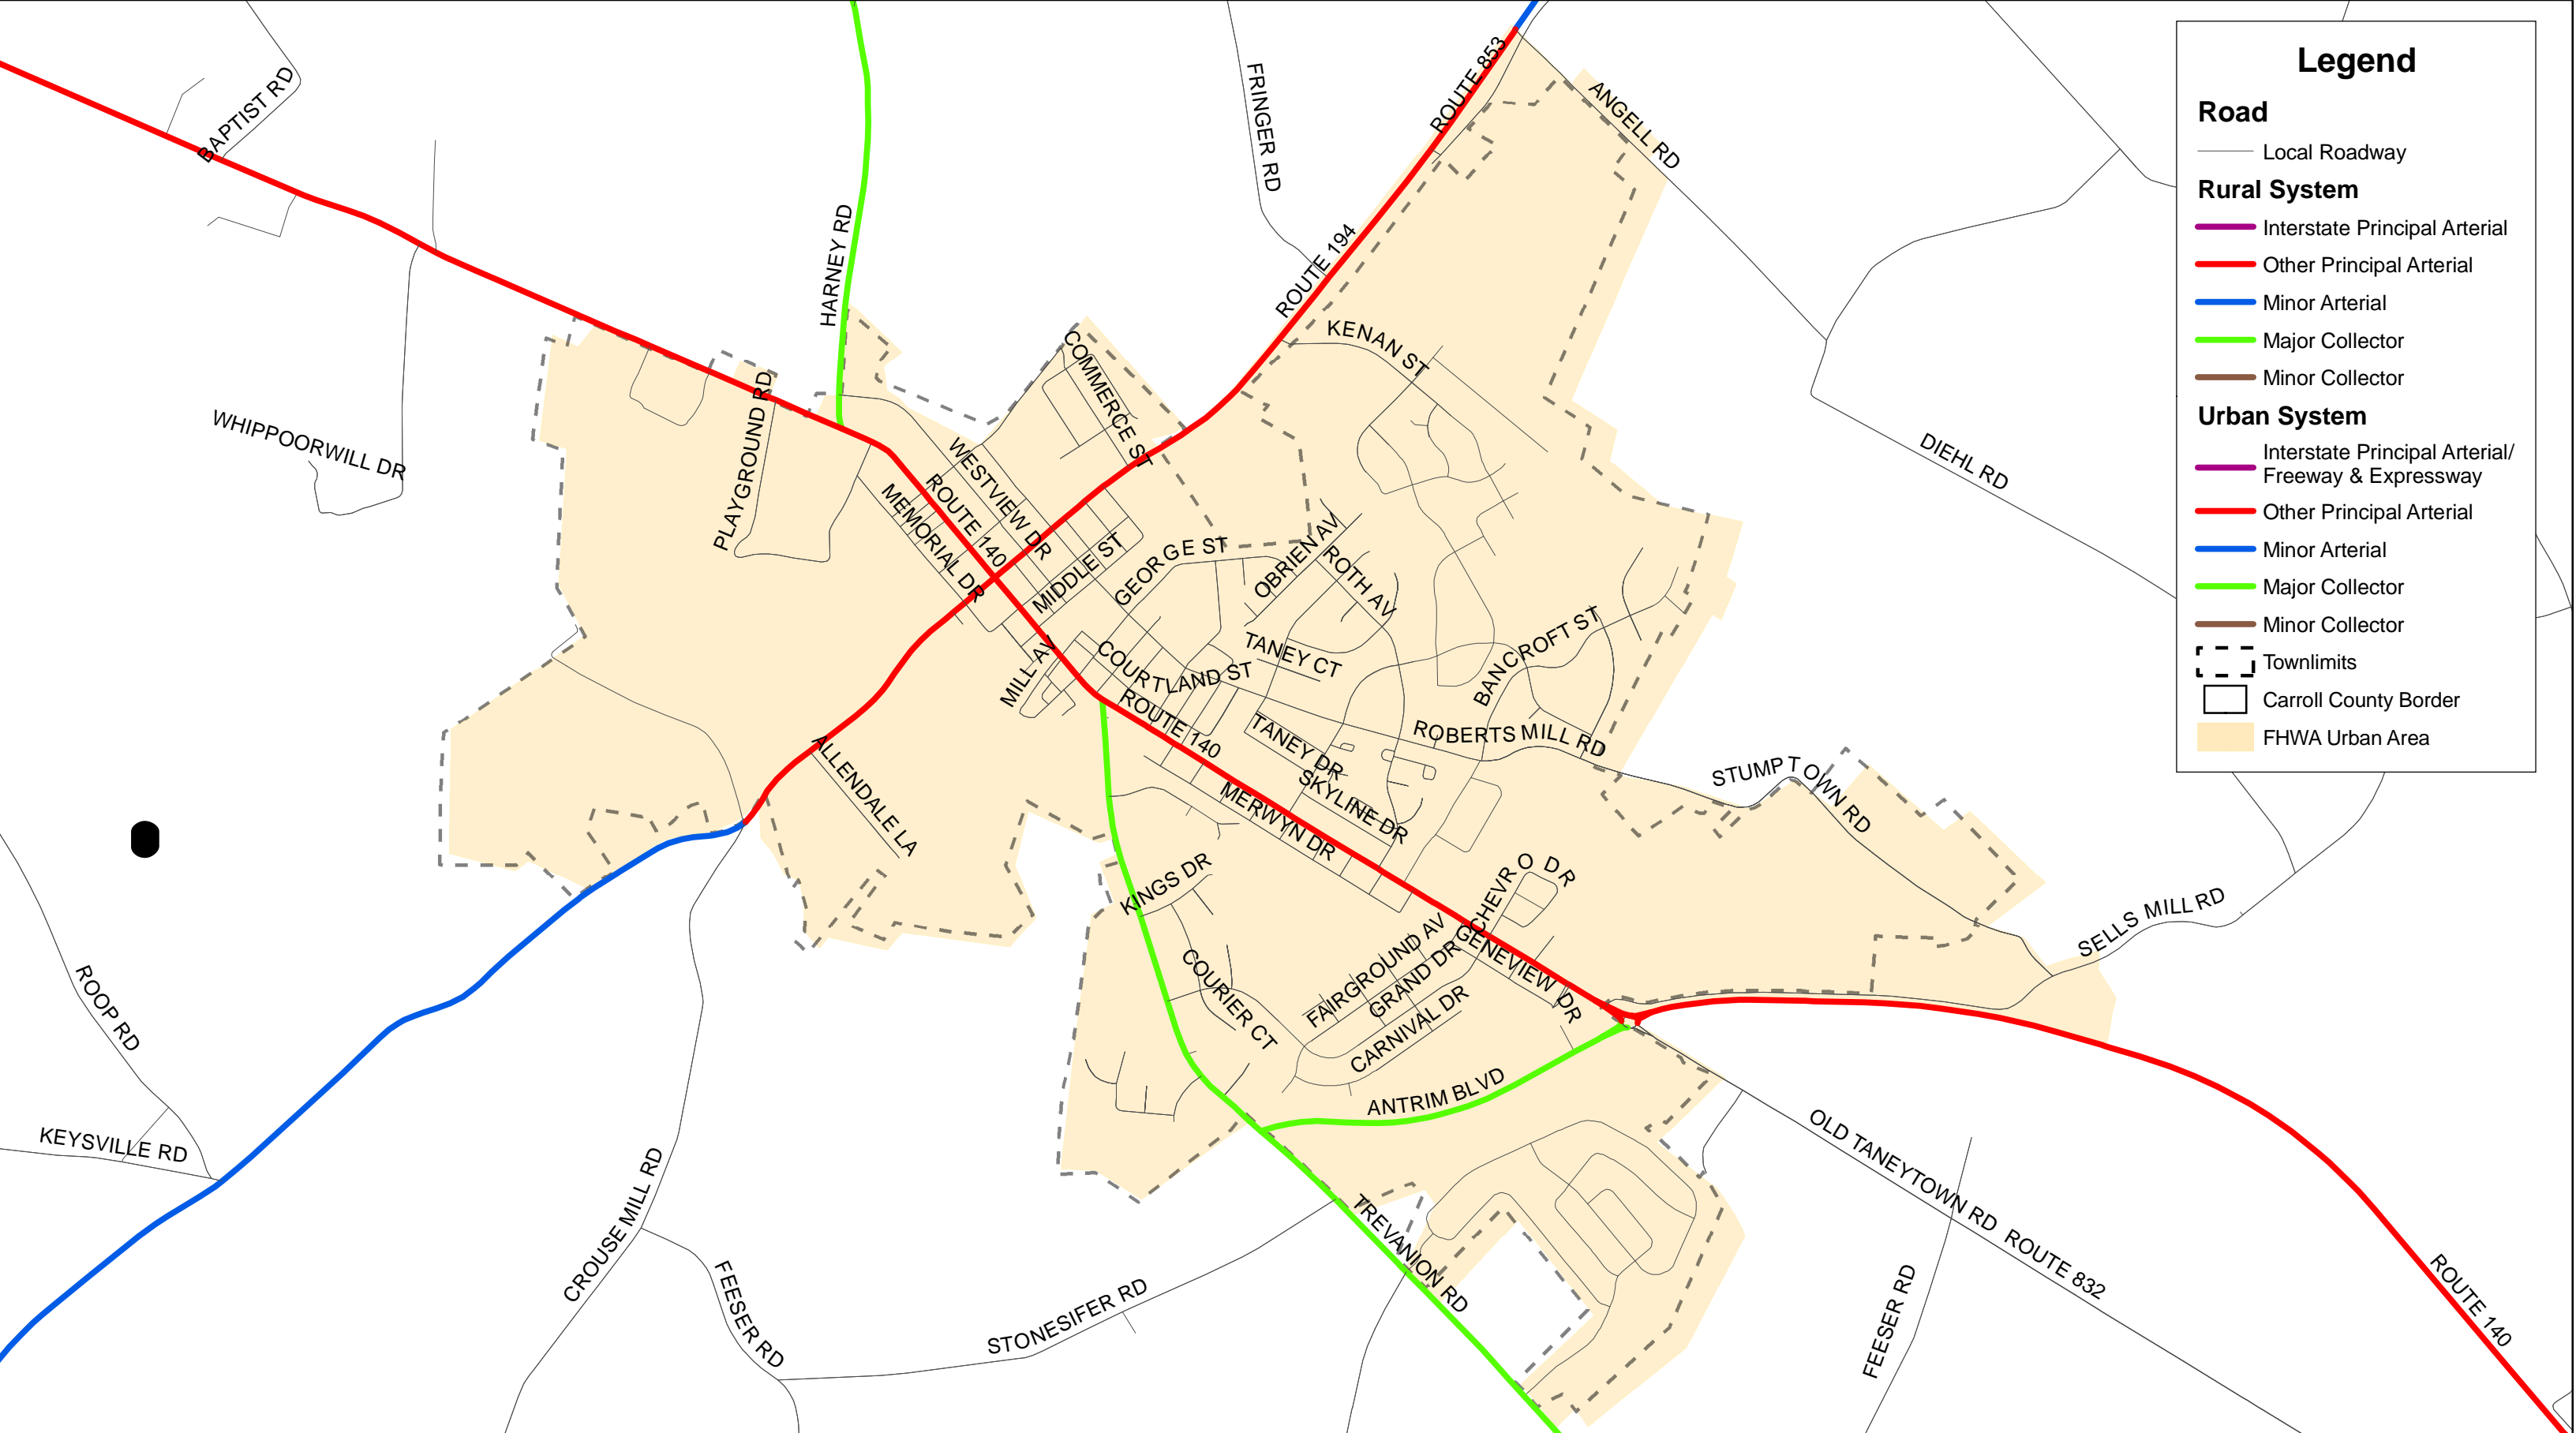 Legend
Road
Local Roadway
Rural System
Interstate Principal Arterial
Other Principal Arterial
Minor Arterial
Major Collector
Minor Collector
Urban System
Interstate Principal Arterial/
Freeway & Expressway
Other Principal Arterial
Minor Arterial
Major Collector
Minor Collector
Townlimits
Carroll County Border
FHWA Urban Area
BAPTIST RD
HARNEY RD
FRINGER RD
ROUTE 853
ANGELL RD
ROUTE 194
KENAN ST
COMMERCE ST
WHIPPOORWILL DR
PLAYGROUND RD
WESTVIEW DR
ROUTE 140
MEMORIAL DR
MIDDLE ST
GEORGE ST
OBRIEN AV
ROTH AV
DIEHL RD
MILL AV
COURTLAND ST
TANEY CT
BANCROFT ST
ROUTE 140
TANEY DR
ROBERTS MILL RD
SKYLINE DR
STUMPTOWN RD
ALLENDALE LA
MERWYN DR
KINGS DR
CHEVRO DR
SELLS MILL RD
FAIRGROUND AV
GENEVIEW DR
GRAND DR
COURIER CT
CARNIVAL DR
ROOP RD
ANTRIM BLVD
KEYSVILLE RD
OLD TANEYTOWN RD ROUTE 832
CROUSE MILL RD
FEESER RD
STONESIFER RD
TREVANION RD
FEESER RD
ROUTE 140